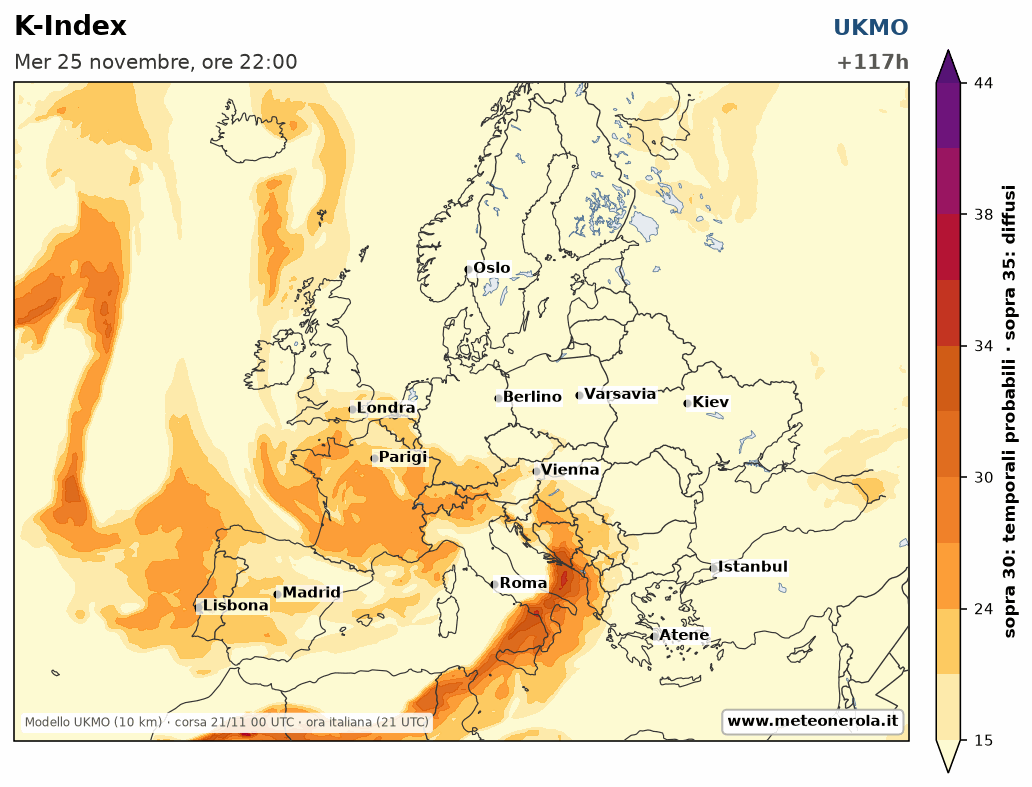 K-Index
UKMO
Mer 25 novembre, ore 22:00
+117h
44
38
34
30
24
15
sopra 30: temporali probabili · sopra 35: diffusi
Oslo
Londra
Berlino
Varsavia
Kiev
Parigi
Vienna
Istanbul
Roma
Madrid
Lisbona
Atene
Modello UKMO (10 km) · corsa 21/11 00 UTC · ora italiana (21 UTC)
www.meteonerola.it